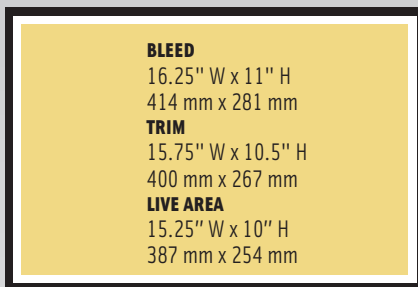 BLEED
16.25" W x 11" H
414 mm x 281 mm
TRIM
15.75" W x 10.5" H
400 mm x 267 mm
LIVE AREA
15.25” W x 10” H
387 mm x 254 mm